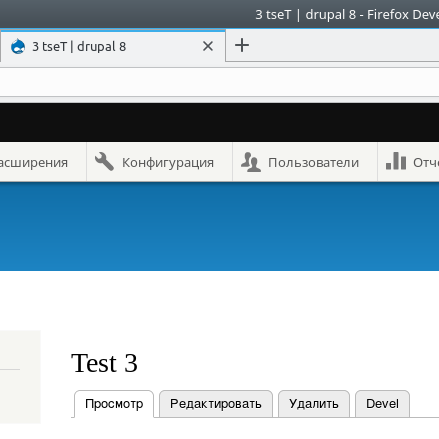 3 tseT | drupal 8 - Firefox Deve
3 tseT | drupal 8
асширения Конфигурация Пользователи Отч
Test 3
Просмотр Редактировать Удалить Devel